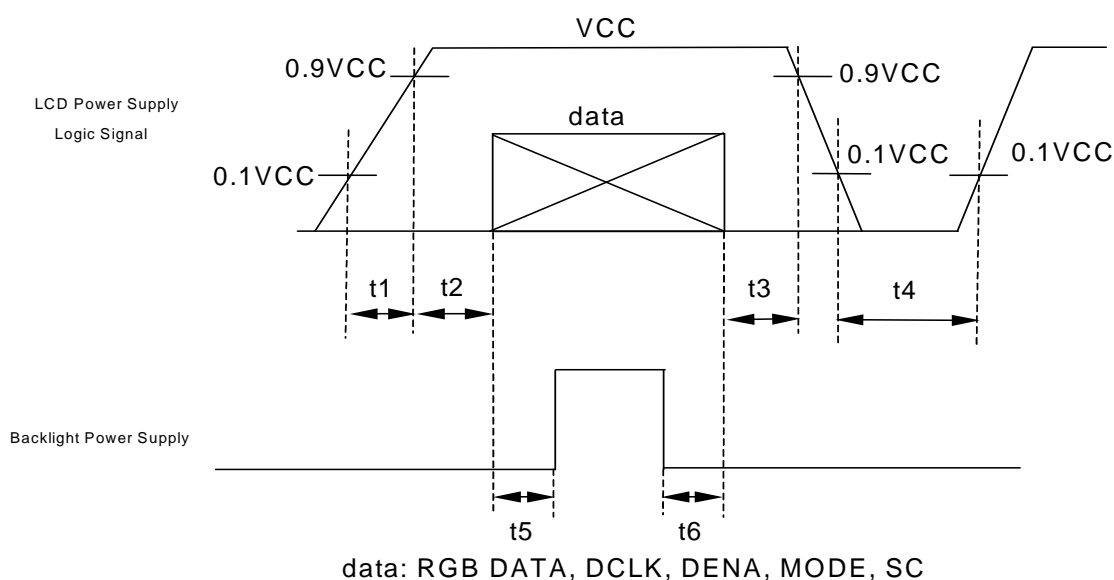 VCC
0.9VCC
0.9VCC
LCD Power Supply
Logic Signal
data
0.1VCC
0.1VCC
0.1VCC
t1
t2
t3
t4
Backlight Power Supply
t5
t6
data: RGB DATA, DCLK, DENA, MODE, SC